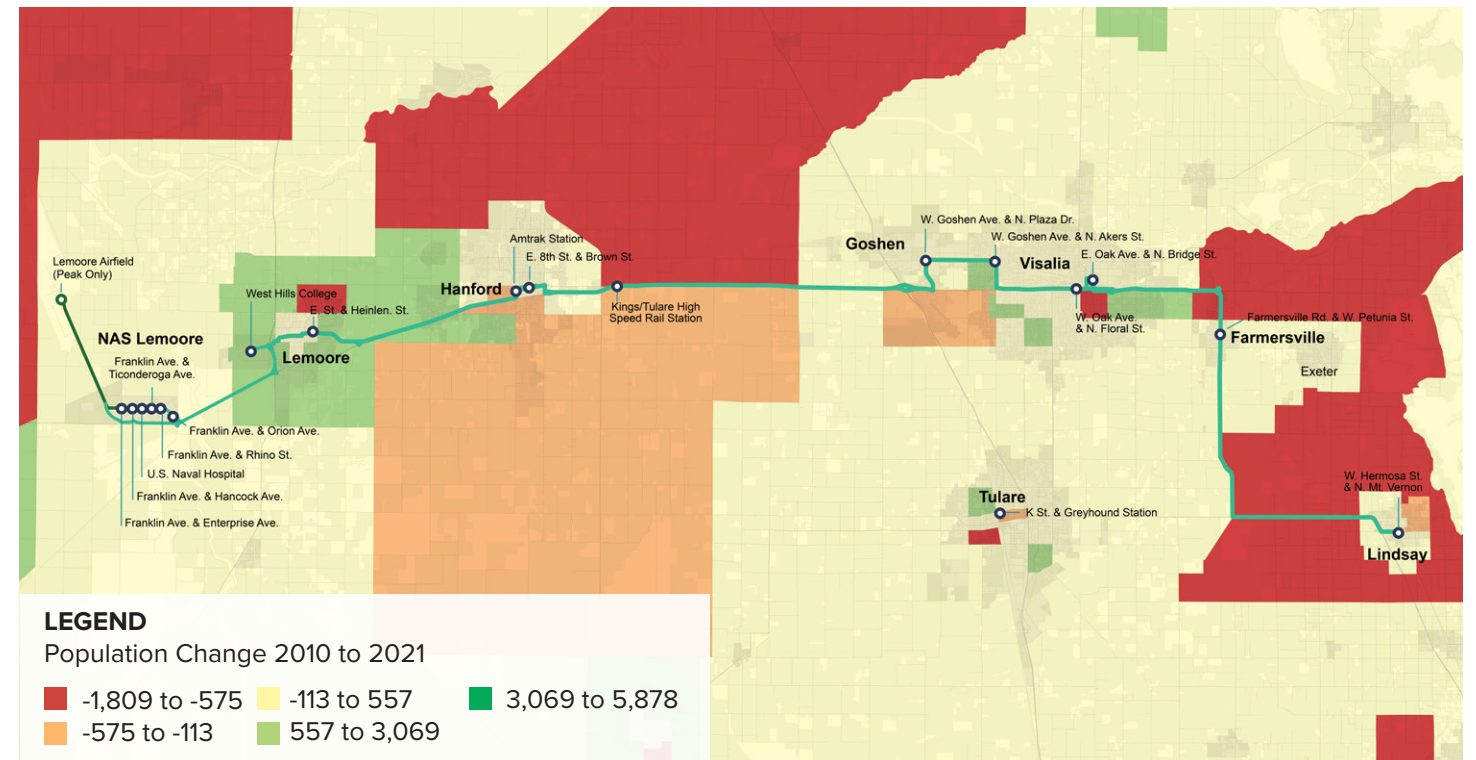 W. Goshen Ave. & N. Plaza Dr.
Goshen
W. Goshen Ave. & N. Akers St.
Amtrak Station
E. 8th St. & Brown St.
Visalia
E. Oak Ave. & N. Bridge St.
Lemoore Airfield
(Peak Only)
Hanford
West Hills College
E. St. & Heinlen. St.
Kings/Tulare High
Speed Rail Station
W. Oak Ave.
& N. Floral St.
Farmersville Rd. & W. Petunia St.
Farmersville
NAS Lemoore
Lemoore
Franklin Ave. &
Ticonderoga Ave.
Exeter
Franklin Ave. & Orion Ave.
Franklin Ave. & Rhino St.
U.S. Naval Hospital
Franklin Ave. & Hancock Ave.
Franklin Ave. & Enterprise Ave.
W. Hermosa St.
& N. Mt. Vernon
Tulare
K St. & Greyhound Station
Lindsay
LEGEND
Population Change 2010 to 2021
-1,809 to -575
-113 to 557
3,069 to 5,878
-575 to -113
557 to 3,069